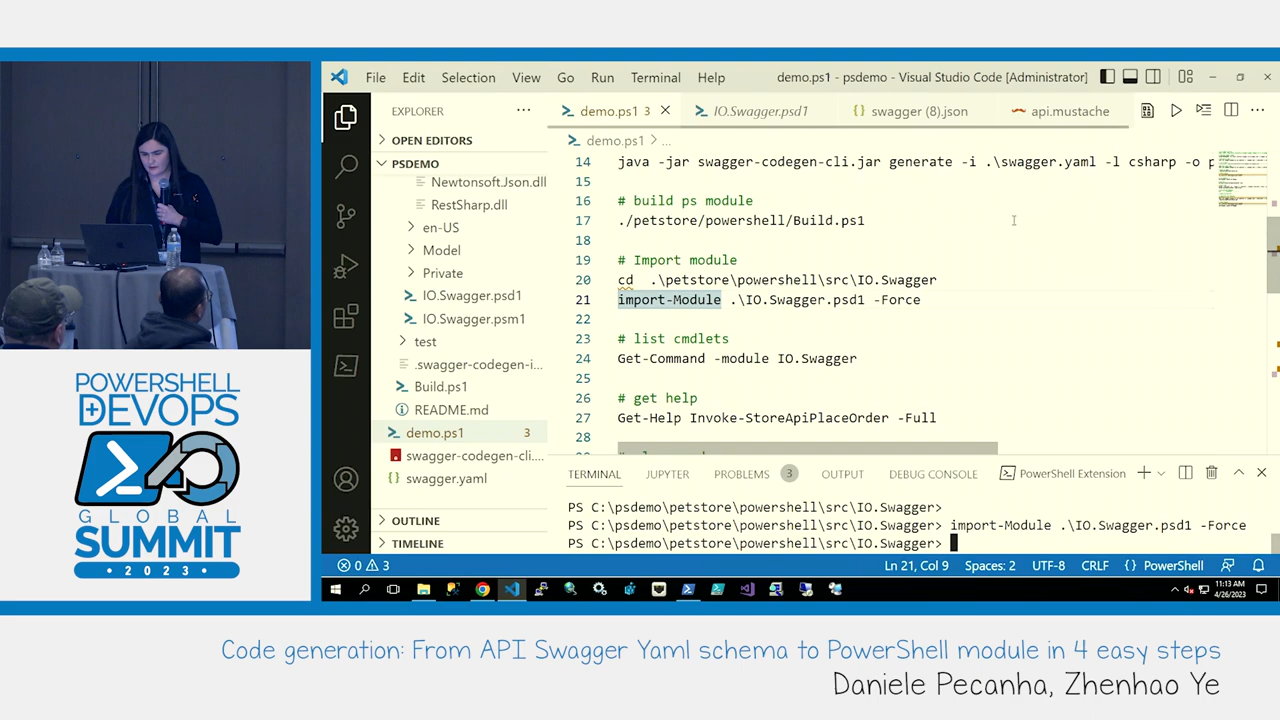 File Edit Selection View Go Run Terminal Help demo.ps1 - psdemo - Visual Studio Code [Administrator]
EXPLORER ...
OPEN EDITORS
PSDEMO
Newtonsoft.Json.dll
RestSharp.dll
en-US
Model
Private
IO.Swagger.psd1
IO.Swagger.psm1
test
.swagger-codegen-i...
Build.ps1
README.md
demo.ps1 3
swagger-codegen-cli....
swagger.yaml
OUTLINE
TIMELINE
demo.ps1 3 IO.Swagger.psd1 swagger (8).json api.mustache ...
demo.ps1 > ...
14 java -jar swagger-codegen-cli.jar generate -i .\swagger.yaml -l csharp -o p
15
16 # build ps module
17 ./petstore/powershell/Build.ps1
18
19 # Import module
20 cd .\petstore\powershell\src\IO.Swagger
21 import-Module .\IO.Swagger.psd1 -Force
22
23 # list cmdlets
24 Get-Command -module IO.Swagger
25
26 # get help
27 Get-Help Invoke-StoreApiPlaceOrder -Full
28
TERMINAL JUPYTER PROBLEMS 3 OUTPUT DEBUG CONSOLE PowerShell Extension
PS C:\psdemo\petstore\powershell\src\IO.Swagger>
PS C:\psdemo\petstore\powershell\src\IO.Swagger> import-Module .\IO.Swagger.psd1 -Force
PS C:\psdemo\petstore\powershell\src\IO.Swagger>
0 3 Ln 21, Col 9 Spaces: 2 UTF-8 CRLF {} PowerShell
11:13 AM
4/26/2023
POWERSHELL
+DEVOPS
GLOBAL
SUMMIT
• 2023 •
Code generation: From API Swagger Yaml schema to PowerShell module in 4 easy steps
Daniele Pecanha, Zhenhao Ye